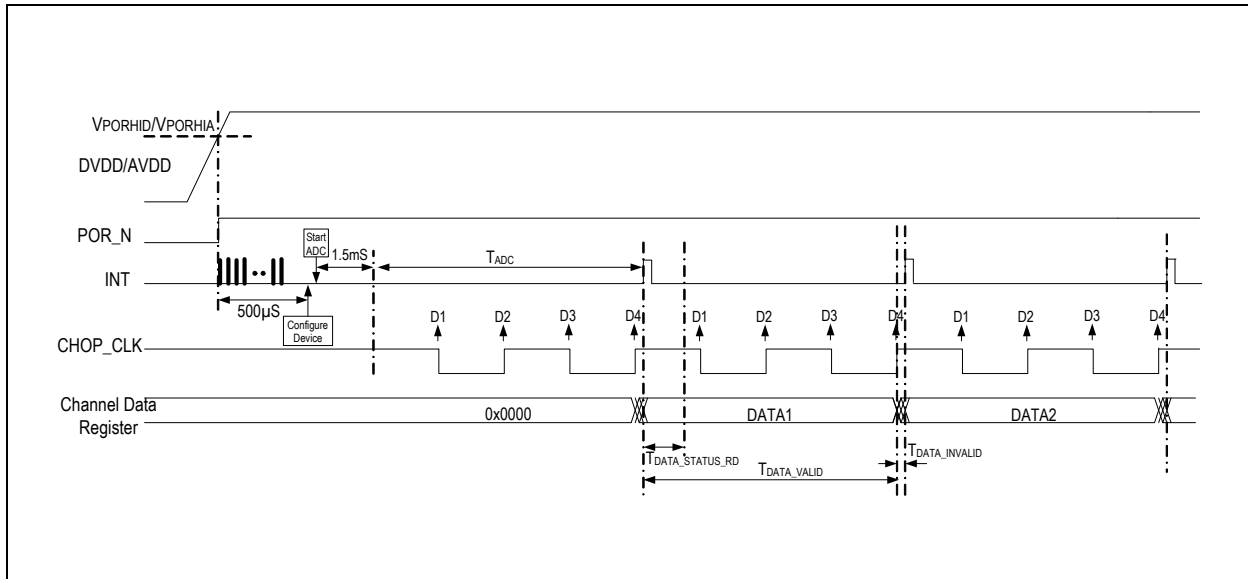 VPORHID/VPORHIA
DVDD/AVDD
POR_N
Start
ADC
1.5mS
TADC
INT
500µS
Configure
Device
D1 D2 D3 D4 D1 D2 D3 D4 D1 D2 D3 D4
CHOP_CLK
Channel Data
Register
0x0000 DATA1 DATA2
TDATA_STATUS_RD
TDATA_VALID
TDATA_INVALID